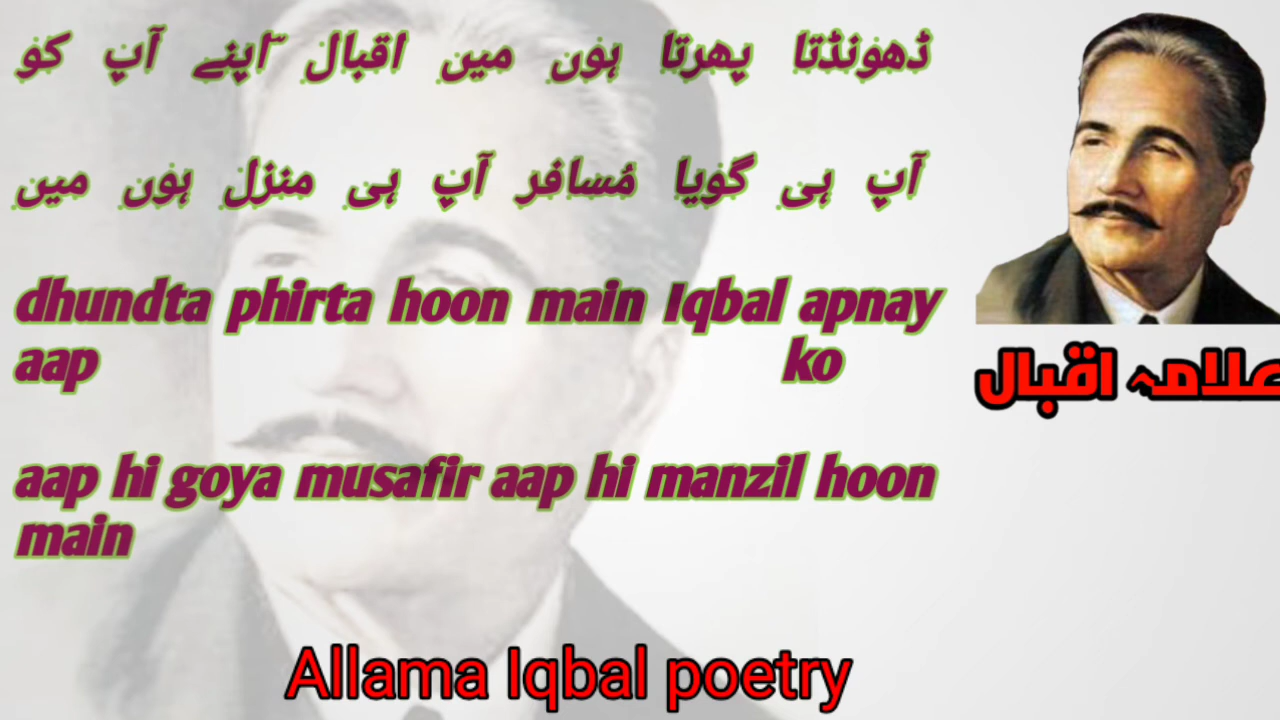 ڈھونڈتا پھرتا ہوں میں اقبال ؔاپنے آپ کو
آپ ہی گویا مُسافر آپ ہی منزل ہوں میں
dhundta phirta hoon main Iqbal apnay
aap ko
aap hi goya musafir aap hi manzil hoon
main
علامہ اقبال
Allama Iqbal poetry